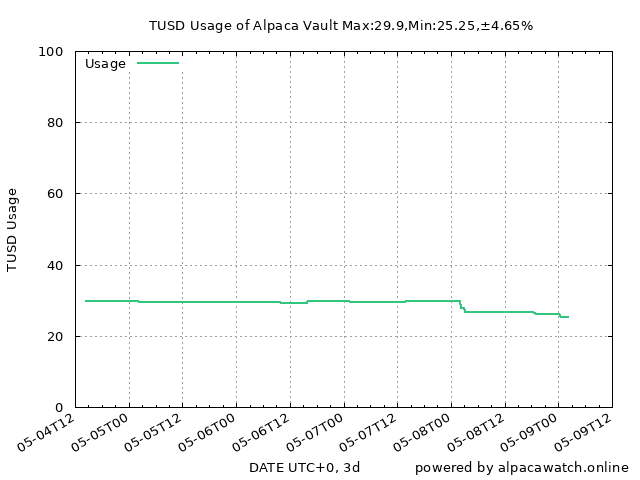 TUSD Usage of Alpaca Vault Max:29.9,Min:25.25,±4.65%
Usage
100
80
60
40
20
0
TUSD Usage
05-04T12
05-05T00
05-05T12
05-06T00
05-06T12
05-07T00
05-07T12
05-08T00
05-08T12
05-09T00
05-09T12
DATE UTC+0, 3d
powered by alpacawatch.online